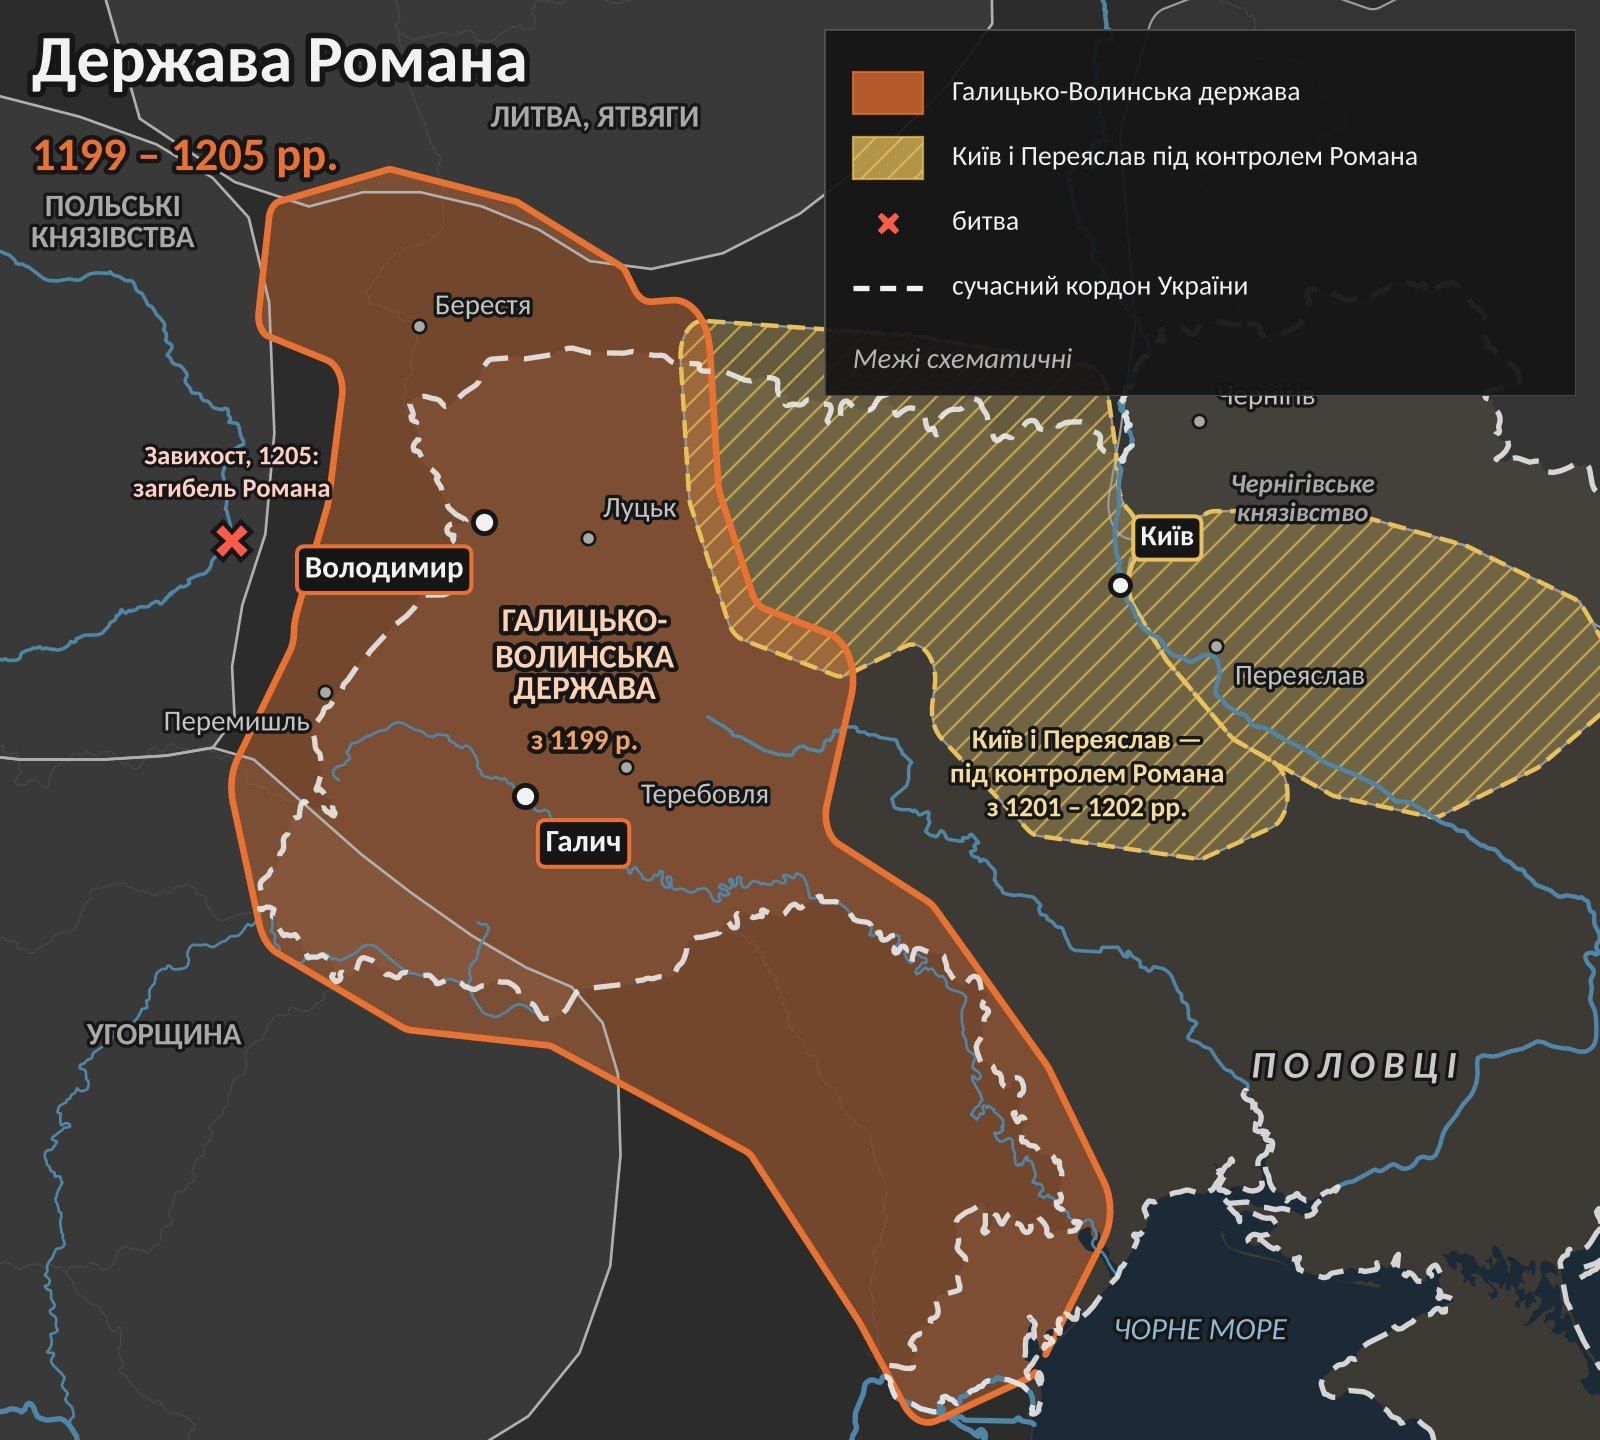 Держава Романа
1199 – 1205 рр.
ЛИТВА, ЯТВЯГИ
ПОЛЬСЬКІ
КНЯЗІВСТВА
Галицько-Волинська держава
Київ і Переяслав під контролем Романа
битва
сучасний кордон України
Межі схематичні
Берестя
Чернігів
Завихост, 1205:
загибель Романа
Чернігівське
князівство
Луцьк
Київ
Володимир
ГАЛИЦЬКО-
ВОЛИНСЬКА
ДЕРЖАВА
з 1199 р.
Переяслав
Перемишль
Київ і Переяслав —
під контролем Романа
з 1201 – 1202 рр.
Теребовля
Галич
УГОРЩИНА
ПОЛОВЦІ
ЧОРНЕ МОРЕ